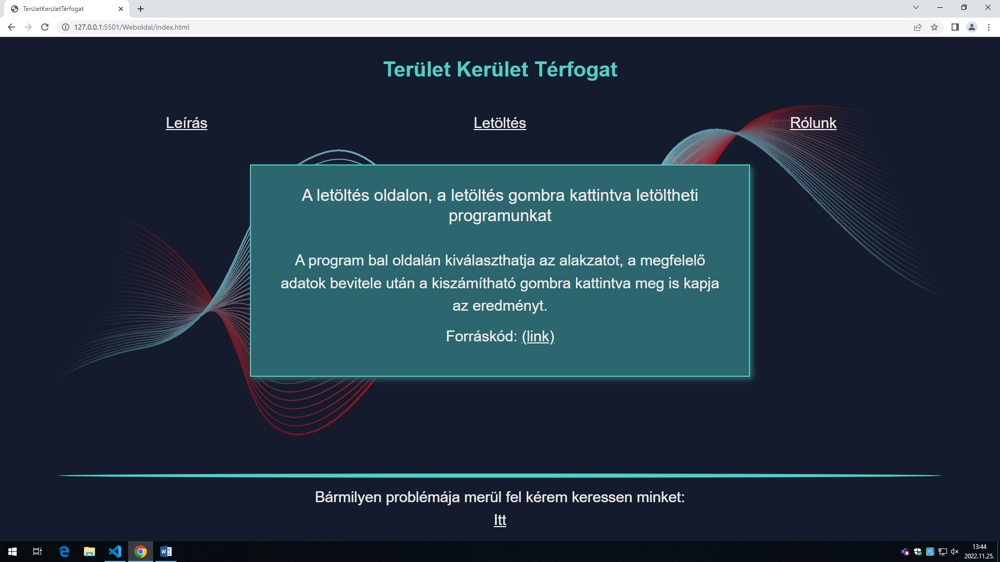 TerületKerületTérfogat
127.0.0.1:5501/Weboldal/index.html
Terület Kerület Térfogat
Leírás
Letöltés
Rólunk
A letöltés oldalon, a letöltés gombra kattintva letöltheti
programunkat
A program bal oldalán kiválaszthatja az alakzatot, a megfelelő
adatok bevitele után a kiszámítható gombra kattintva meg is kapja
az eredményt.
Forráskód: (link)
Bármilyen problémája merül fel kérem keressen minket:
Itt
13:44
2022.11.25.